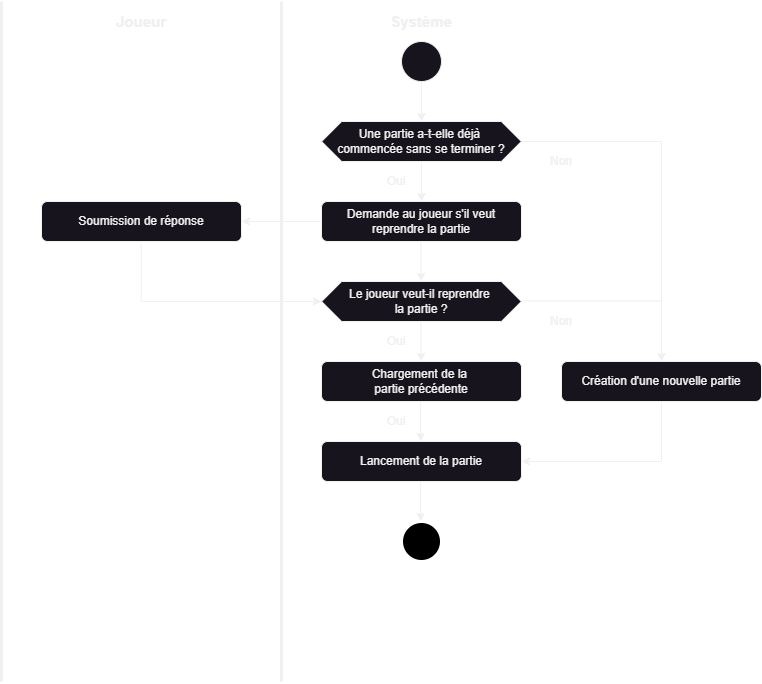 Joueur
Système
Une partie a-t-elle déjà
commencée sans se terminer ?
Non
Oui
Soumission de réponse
Demande au joueur s'il veut
reprendre la partie
Le joueur veut-il reprendre
la partie ?
Non
Oui
Chargement de la
partie précédente
Création d'une nouvelle partie
Oui
Lancement de la partie